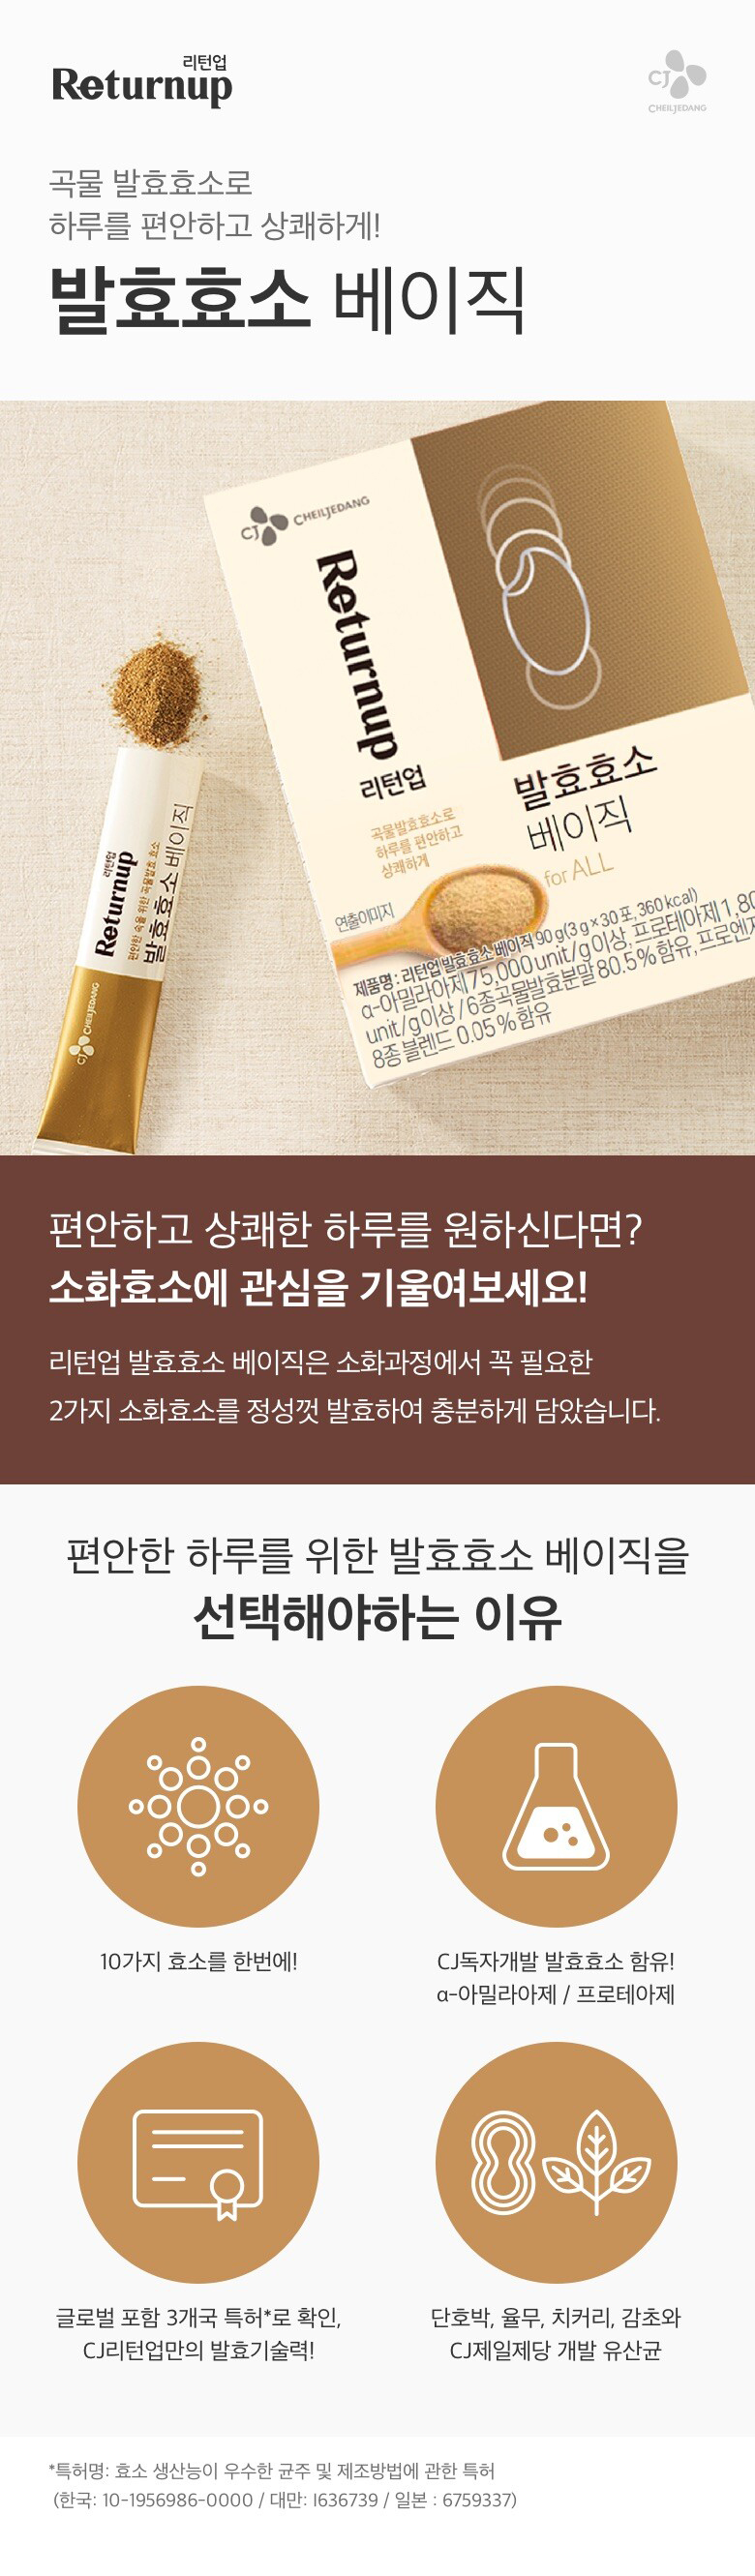 리턴업
Returnup
CJ
CHEILJEDANG
곡물 발효효소로
하루를 편안하고 상쾌하게!
발효효소 베이직
CJ CHEILJEDANG
Returnup
리턴업
곡물발효효소로
하루를 편안하고
상쾌하게
발효효소
베이직
for ALL
연출이미지
제품명 : 리턴업 발효효소 베이직 90 g(3 g × 30 포, 360 kcal)
α-아밀라아제 75,000 unit / g 이상, 프로테아제 1,80
unit / g 이상 / 6종곡물발효분말 80.5 % 함유, 프로엔
8종 블렌드 0.05 % 함유
리턴업
Returnup
편안한 속을 위한 곡물발효 효소
발효효소 베이직
CJ CHEILJEDANG
편안하고 상쾌한 하루를 원하신다면?
소화효소에 관심을 기울여보세요!
리턴업 발효효소 베이직은 소화과정에서 꼭 필요한
2가지 소화효소를 정성껏 발효하여 충분하게 담았습니다.
편안한 하루를 위한 발효효소 베이직을
선택해야하는 이유
10가지 효소를 한번에!
CJ독자개발 발효효소 함유!
α-아밀라아제 / 프로테아제
글로벌 포함 3개국 특허*로 확인,
CJ리턴업만의 발효기술력!
단호박, 율무, 치커리, 감초와
CJ제일제당 개발 유산균
*특허명: 효소 생산능이 우수한 균주 및 제조방법에 관한 특허
(한국: 10-1956986-0000 / 대만: I636739 / 일본 : 6759337)